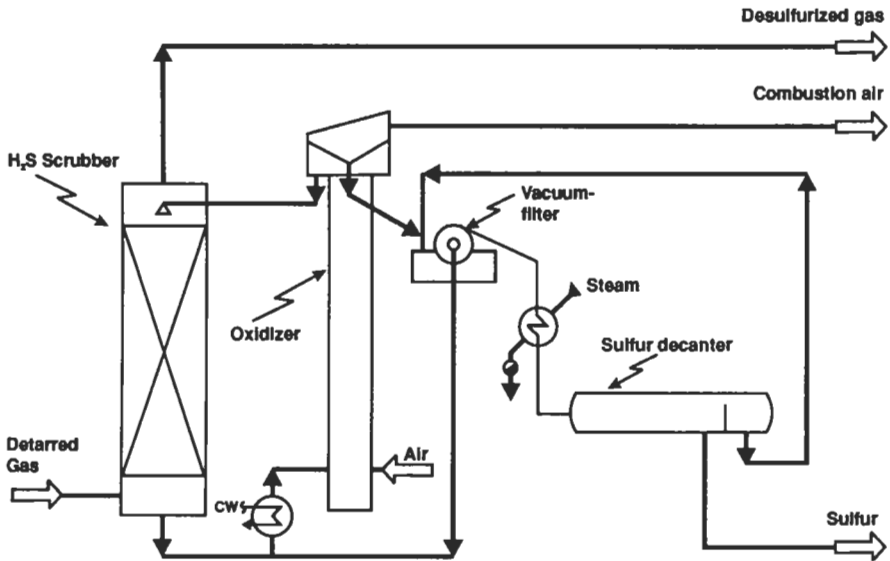 Desulfurized gas
Combustion air
H₂S Scrubber
Vacuum-
filter
Steam
Oxidizer
Sulfur decanter
Detarred
Gas
Air
CW
Sulfur